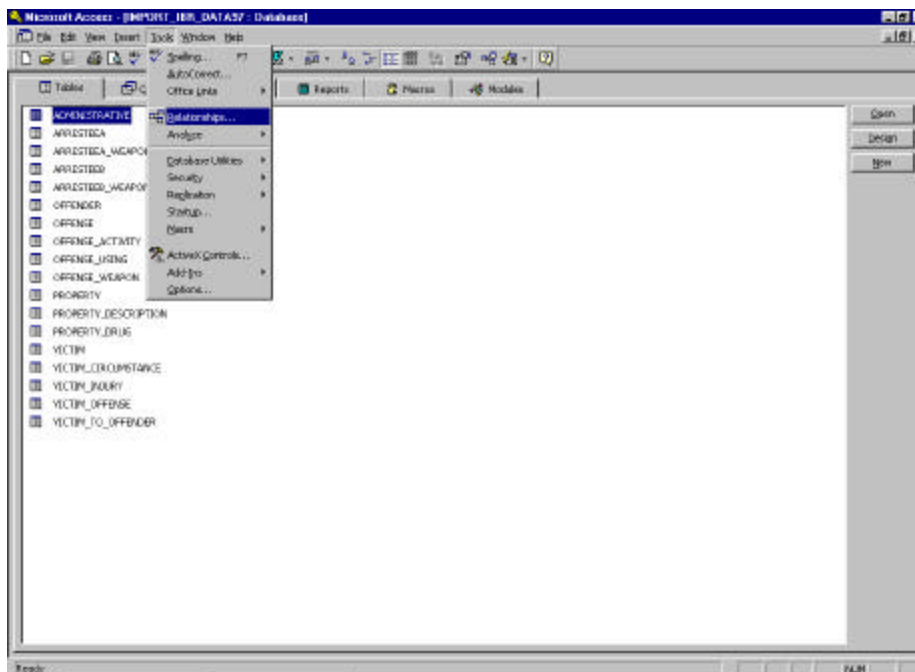 Microsoft Access - [IMPORT_IBR_DATA97 : Database]
File Edit View Insert Tools Window Help
Tables
Reports Macros Modules
Spelling... F7
AutoCorrect...
Office Links
Relationships...
Analyze
Database Utilities
Security
Replication
Startup...
Macro
ActiveX Controls...
Add-Ins
Options...
ADMINISTRATIVE
ARRESTEEA
ARRESTEEA_WEAPON
ARRESTEEB
ARRESTEEB_WEAPON
OFFENDER
OFFENSE
OFFENSE_ACTIVITY
OFFENSE_USING
OFFENSE_WEAPON
PROPERTY
PROPERTY_DESCRIPTION
PROPERTY_DRUG
VICTIM
VICTIM_CIRCUMSTANCE
VICTIM_INJURY
VICTIM_OFFENSE
VICTIM_TO_OFFENDER
Open
Design
New
Ready
NUM